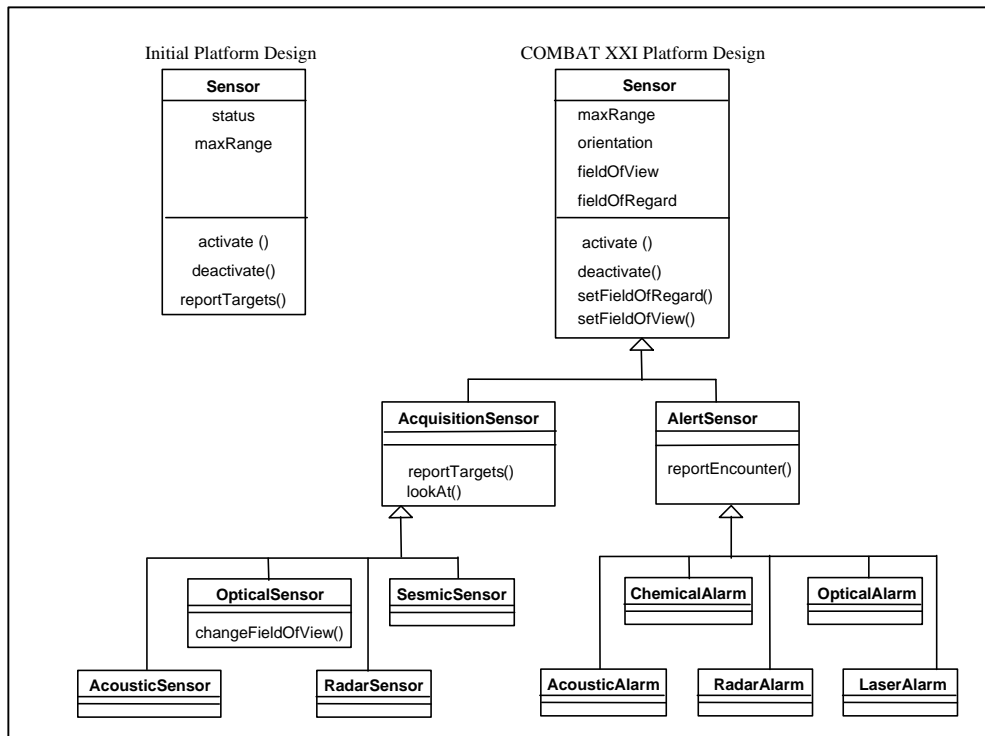 Initial Platform Design
Sensor
status
maxRange
activate ()
deactivate()
reportTargets()
COMBAT XXI Platform Design
Sensor
maxRange
orientation
fieldOfView
fieldOfRegard
activate ()
deactivate()
setFieldOfRegard()
setFieldOfView()
AcquisitionSensor
reportTargets()
lookAt()
AlertSensor
reportEncounter()
OpticalSensor
changeFieldOfView()
SesmicSensor
AcousticSensor
RadarSensor
ChemicalAlarm
OpticalAlarm
AcousticAlarm
RadarAlarm
LaserAlarm